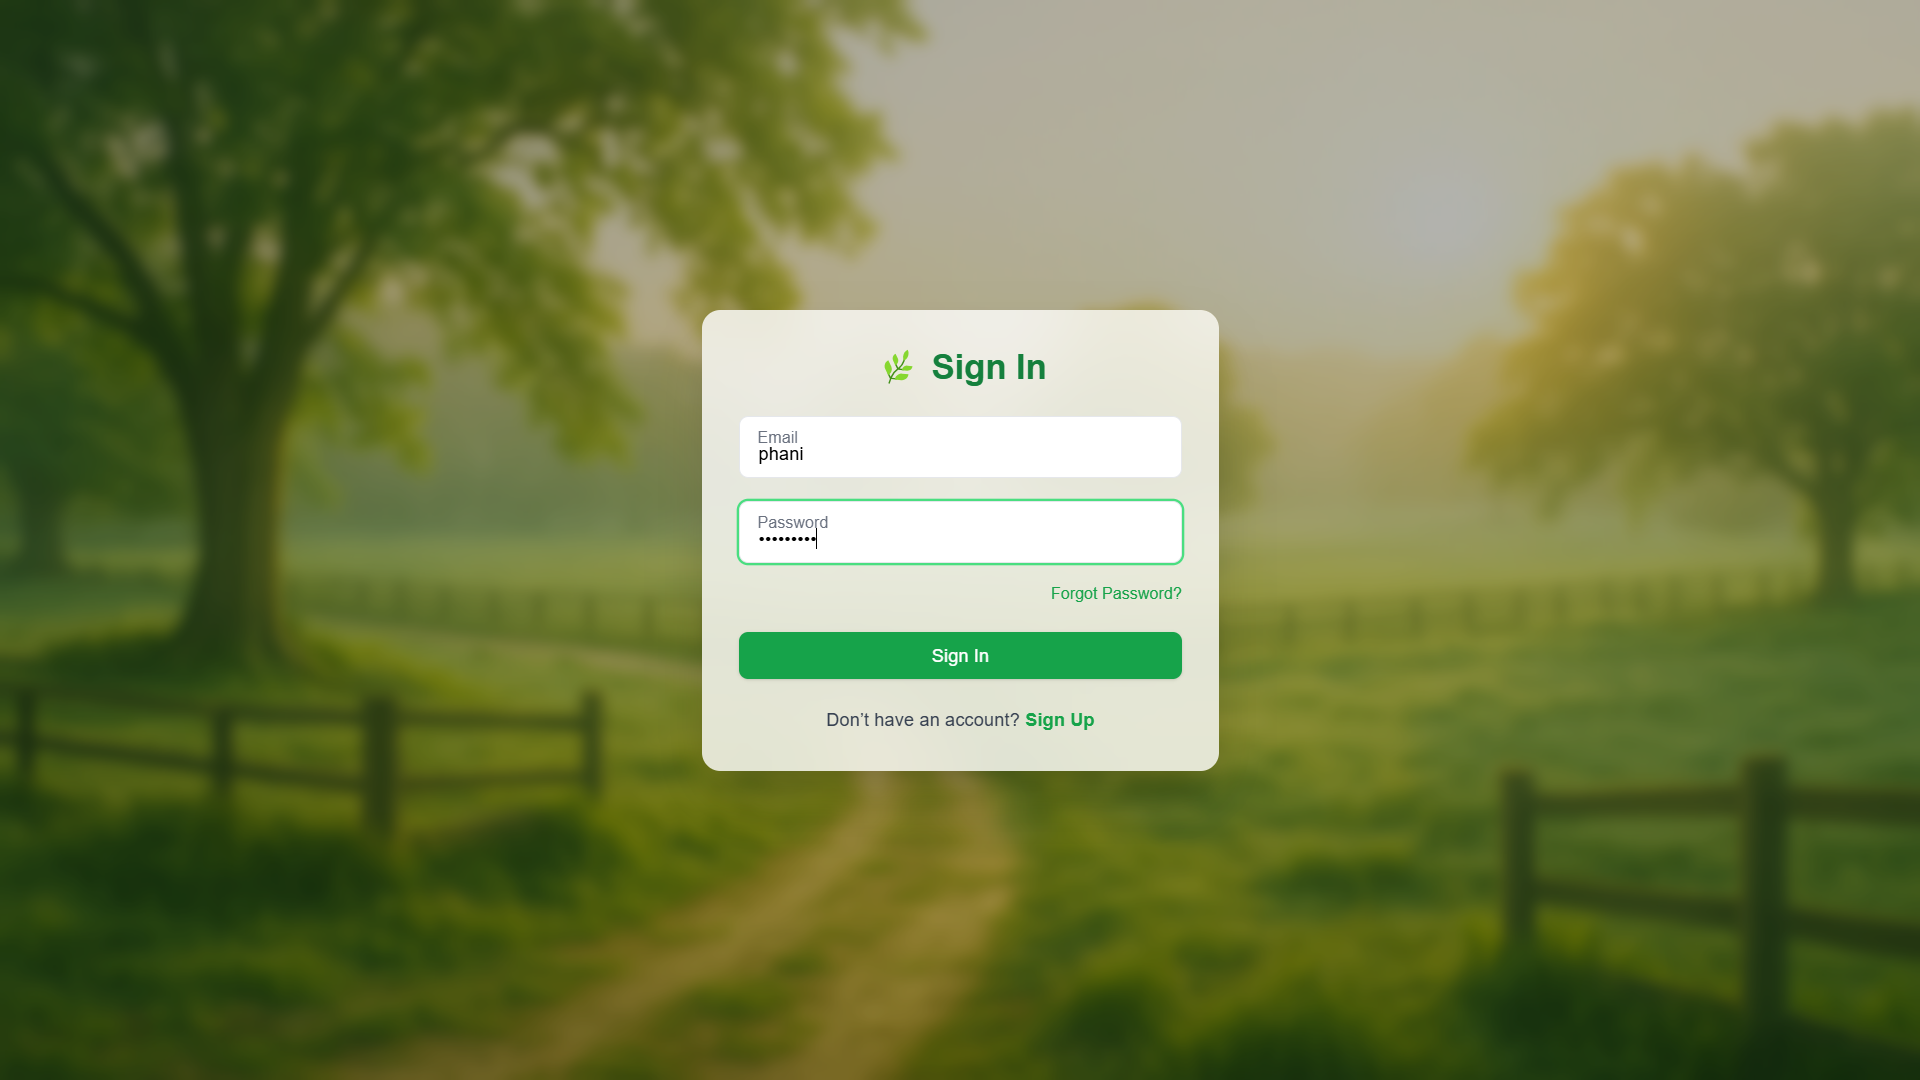 Sign In
Email
phani
Password
•••••••••
Forgot Password?
Sign In
Don't have an account? Sign Up